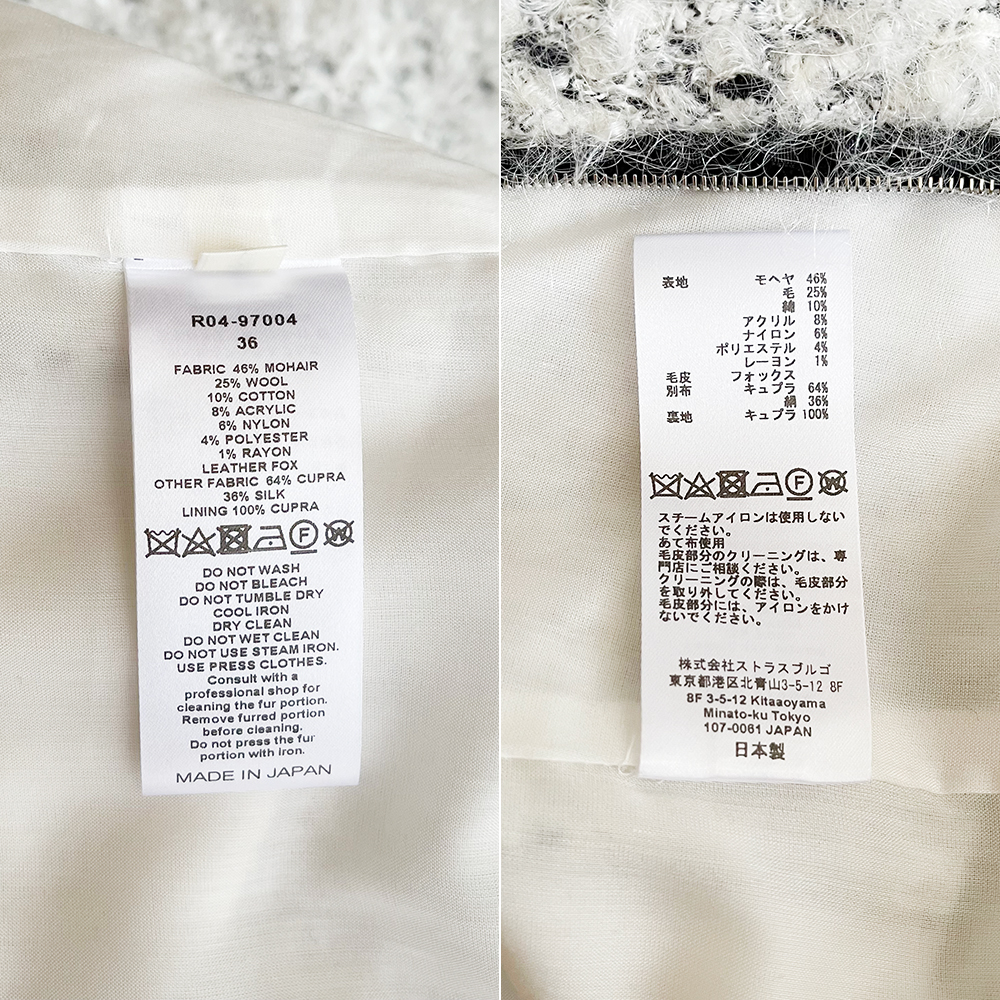 R04-97004
36
FABRIC 46% MOHAIR
25% WOOL
10% COTTON
8% ACRYLIC
6% NYLON
4% POLYESTER
1% RAYON
LEATHER FOX
OTHER FABRIC 64% CUPRA
36% SILK
LINING 100% CUPRA
F W
DO NOT WASH
DO NOT BLEACH
DO NOT TUMBLE DRY
COOL IRON
DRY CLEAN
DO NOT WET CLEAN
DO NOT USE STEAM IRON.
USE PRESS CLOTHES.
Consult with a
professional shop for
cleaning the fur portion.
Remove furred portion
before cleaning.
Do not press the fur
portion with iron.
MADE IN JAPAN
表地 モヘヤ 46%
毛 25%
綿 10%
アクリル 8%
ナイロン 6%
ポリエステル 4%
レーヨン 1%
毛皮 フォックス
別布 キュプラ 64%
絹 36%
裏地 キュプラ 100%
F W
スチームアイロンは使用しない
でください。
あて布使用
毛皮部分のクリーニングは、専
門店にご相談ください。
クリーニングの際は、毛皮部分
を取り外してください。
毛皮部分には、アイロンをかけ
ないでください。
株式会社ストラスブルゴ
東京都港区北青山3-5-12 8F
8F 3-5-12 Kitaaoyama
Minato-ku Tokyo
107-0061 JAPAN
日本製